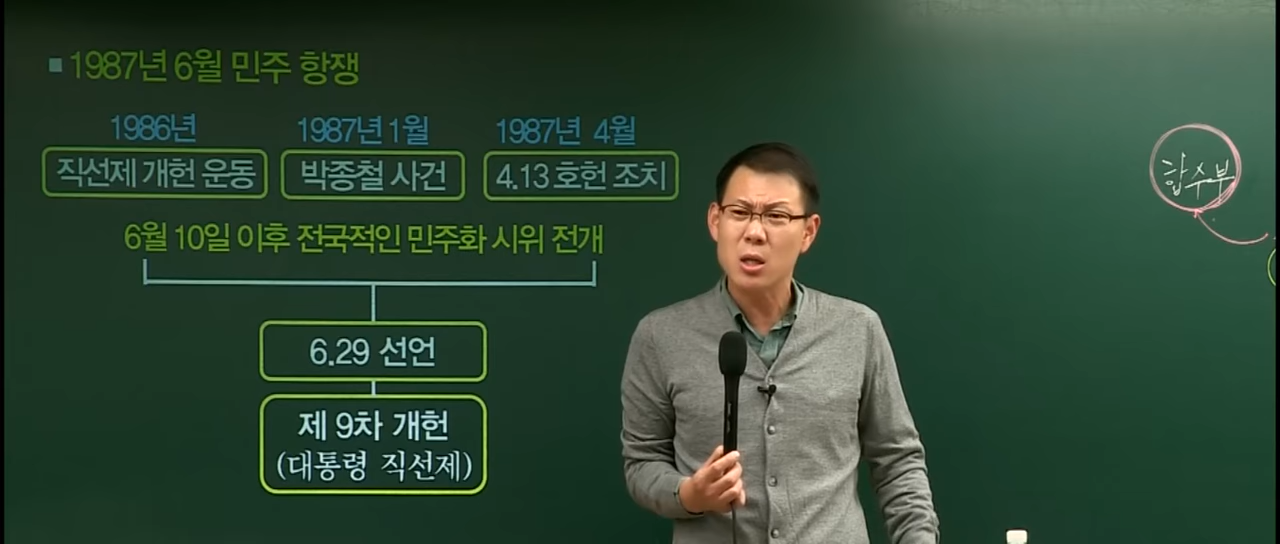 1987년 6월 민주 항쟁
1986년 1987년 1월 1987년 4월
직선제 개헌 운동 박종철 사건 4.13 호헌 조치
6월 10일 이후 전국적인 민주화 시위 전개
6.29 선언
제 9차 개헌
(대통령 직선제)
합수부